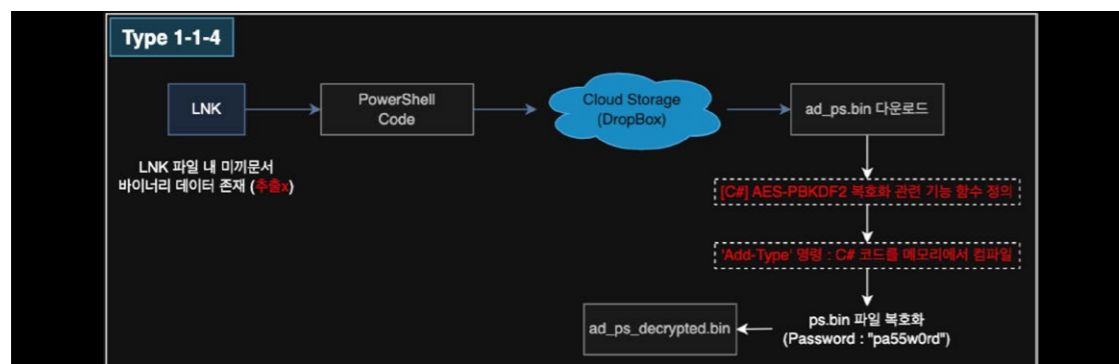 Type 1-1-4
LNK
PowerShell
Code
Cloud Storage
(DropBox)
ad_ps.bin 다운로드
LNK 파일 내 미끼문서
바이너리 데이터 존재 (추출x)
[C#] AES-PBKDF2 복호화 관련 기능 함수 정의
'Add-Type' 명령 : C# 코드를 메모리에서 컴파일
ps.bin 파일 복호화
(Password : "pa55w0rd")
ad_ps_decrypted.bin